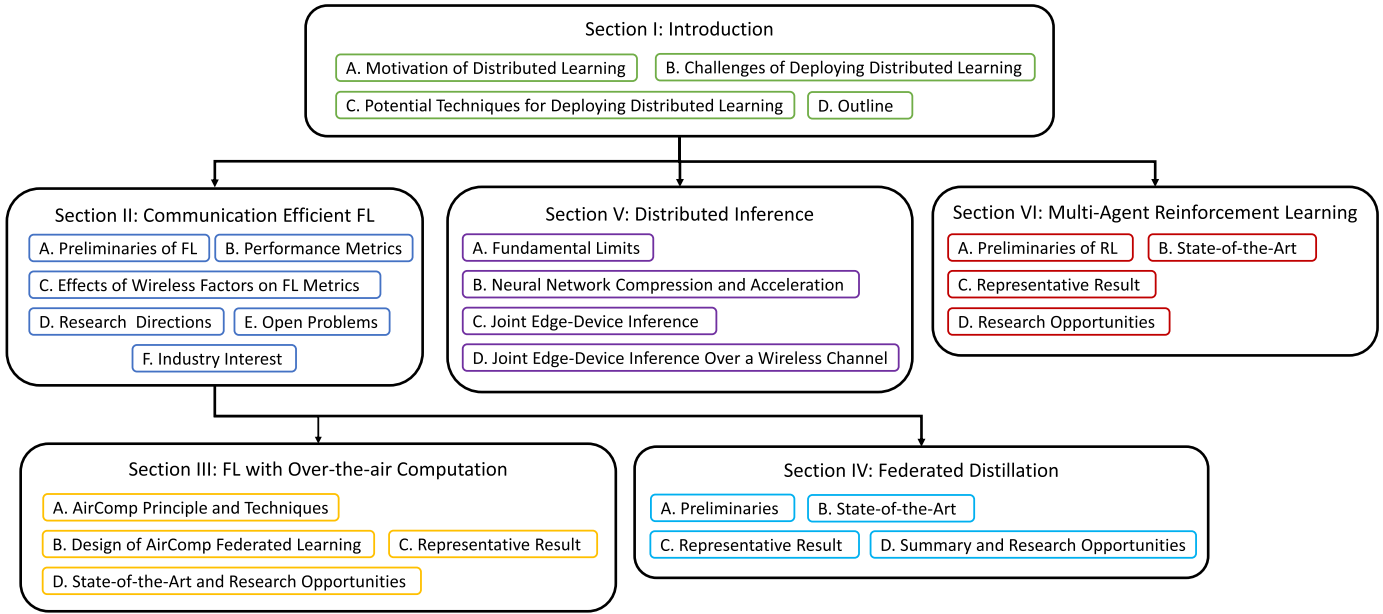 Section I: Introduction
A. Motivation of Distributed Learning
B. Challenges of Deploying Distributed Learning
C. Potential Techniques for Deploying Distributed Learning
D. Outline
Section II: Communication Efficient FL
A. Preliminaries of FL
B. Performance Metrics
C. Effects of Wireless Factors on FL Metrics
D. Research Directions
E. Open Problems
F. Industry Interest
Section V: Distributed Inference
A. Fundamental Limits
B. Neural Network Compression and Acceleration
C. Joint Edge-Device Inference
D. Joint Edge-Device Inference Over a Wireless Channel
Section VI: Multi-Agent Reinforcement Learning
A. Preliminaries of RL
B. State-of-the-Art
C. Representative Result
D. Research Opportunities
Section III: FL with Over-the-air Computation
A. AirComp Principle and Techniques
B. Design of AirComp Federated Learning
C. Representative Result
D. State-of-the-Art and Research Opportunities
Section IV: Federated Distillation
A. Preliminaries
B. State-of-the-Art
C. Representative Result
D. Summary and Research Opportunities